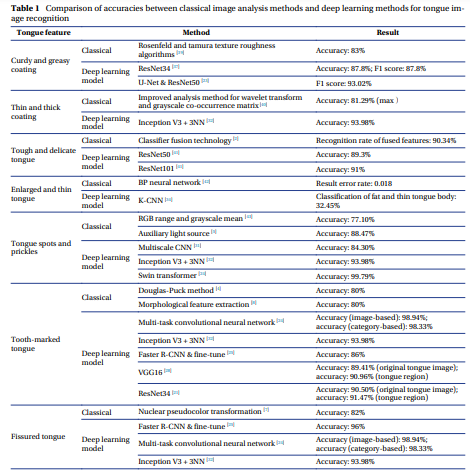 Table 1 Comparison of accuracies between classical image analysis methods and deep learning methods for tongue im-
age recognition
Tongue feature Method Result
Curdy and greasy coating Classical Rosenfeld and tamura texture roughness algorithms Accuracy: 83%
Deep learning model ResNet34 Accuracy: 87.8%; F1 score: 87.8%
U-Net & ResNet50 F1 score: 93.02%
Thin and thick coating Classical Improved analysis method for wavelet transform and grayscale co-occurrence matrix Accuracy: 81.29% (max )
Deep learning model Inception V3 + 3NN Accuracy: 93.98%
Tough and delicate tongue Classical Classifier fusion technology Recognition rate of fused features: 90.34%
Deep learning model ResNet50 Accuracy: 89.3%
ResNet101 Accuracy: 91%
Enlarged and thin tongue Classical BP neural network Result error rate: 0.018
Deep learning model K-CNN Classification of fat and thin tongue body: 32.45%
Tongue spots and prickles Classical RGB range and grayscale mean Accuracy: 77.10%
Auxiliary light source Accuracy: 88.47%
Deep learning model Multiscale CNN Accuracy: 84.30%
Inception V3 + 3NN Accuracy: 93.98%
Swin transformer Accuracy: 99.79%
Tooth-marked tongue Classical Douglas-Puck method Accuracy: 80%
Morphological feature extraction Accuracy: 80%
Deep learning model Multi-task convolutional neural network Accuracy (image-based): 98.94%; accuracy (category-based): 98.33%
Inception V3 + 3NN Accuracy: 93.98%
Faster R-CNN & fine-tune Accuracy: 86%
VGG16 Accuracy: 89.41% (original tongue image); accuracy: 90.96% (tongue region)
ResNet34 Accuracy: 90.50% (original tongue image); accuracy: 91.47% (tongue region)
Fissured tongue Classical Nuclear pseudocolor transformation Accuracy: 82%
Deep learning model Faster R-CNN & fine-tune Accuracy: 96%
Multi-task convolutional neural network Accuracy (image-based): 98.94%; accuracy (category-based): 98.33%
Inception V3 + 3NN Accuracy: 93.98%